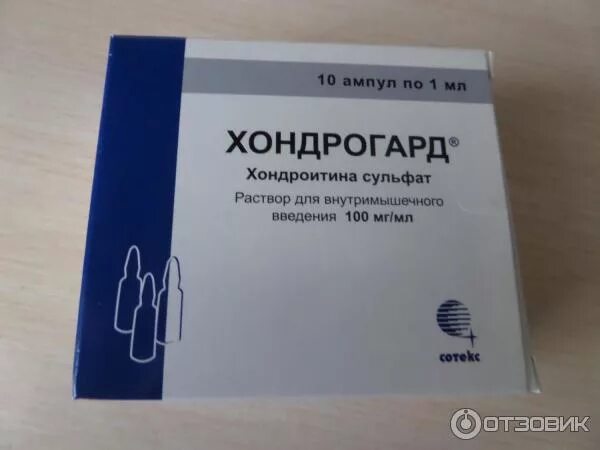 10 ампул по 1 мл
ХОНДРОГАРД®
Хондроитина сульфат
Раствор для внутримышечного
введения 100 мг/мл
сотекс
ОТЗОВИК